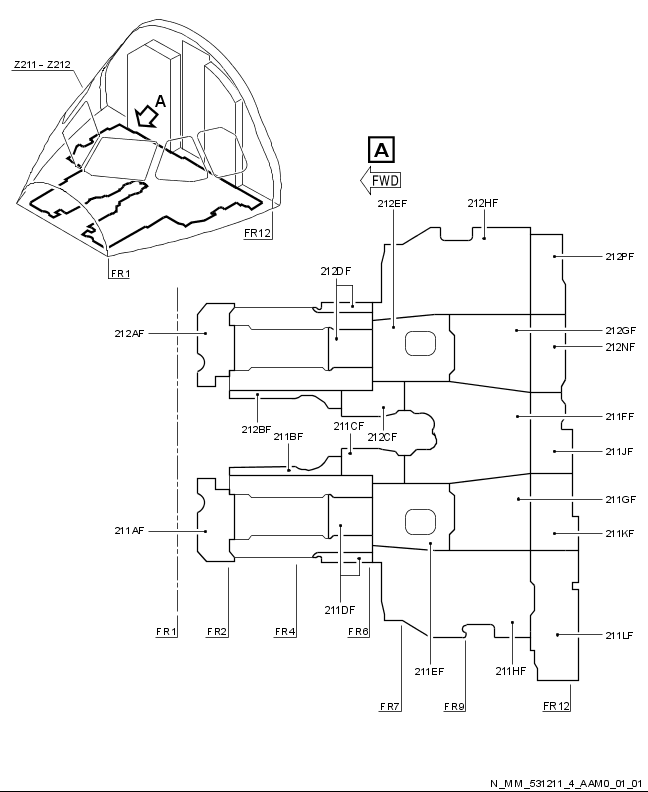 Z211 - Z212
A
FR12
FR1
A
FWD
212EF
212HF
212DF
212PF
212AF
212GF
212NF
212BF
211BF
211CF
212CF
211FF
211JF
211GF
211AF
211KF
211DF
211EF
211HF
211LF
FR1
FR2
FR4
FR6
FR7
FR9
FR12
N_MM_531211_4_AAM0_01_01